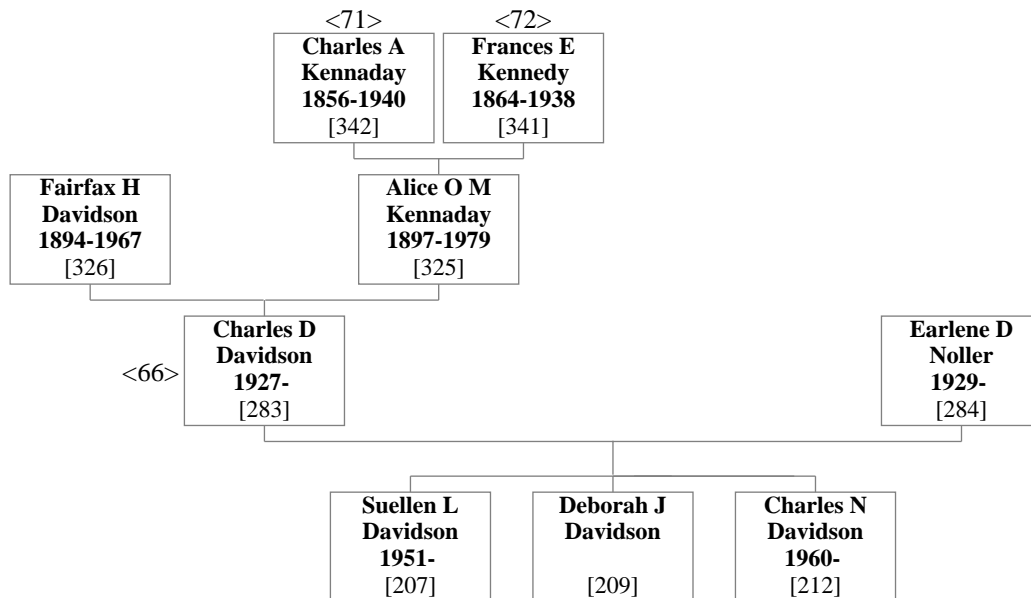 <71>
<72>
Charles A
Kennaday
1856-1940
[342]
Frances E
Kennedy
1864-1938
[341]
Fairfax H
Davidson
1894-1967
[326]
Alice O M
Kennaday
1897-1979
[325]
<66>
Charles D
Davidson
1927-
[283]
Earlene D
Noller
1929-
[284]
Suellen L
Davidson
1951-
[207]
Deborah J
Davidson
[209]
Charles N
Davidson
1960-
[212]